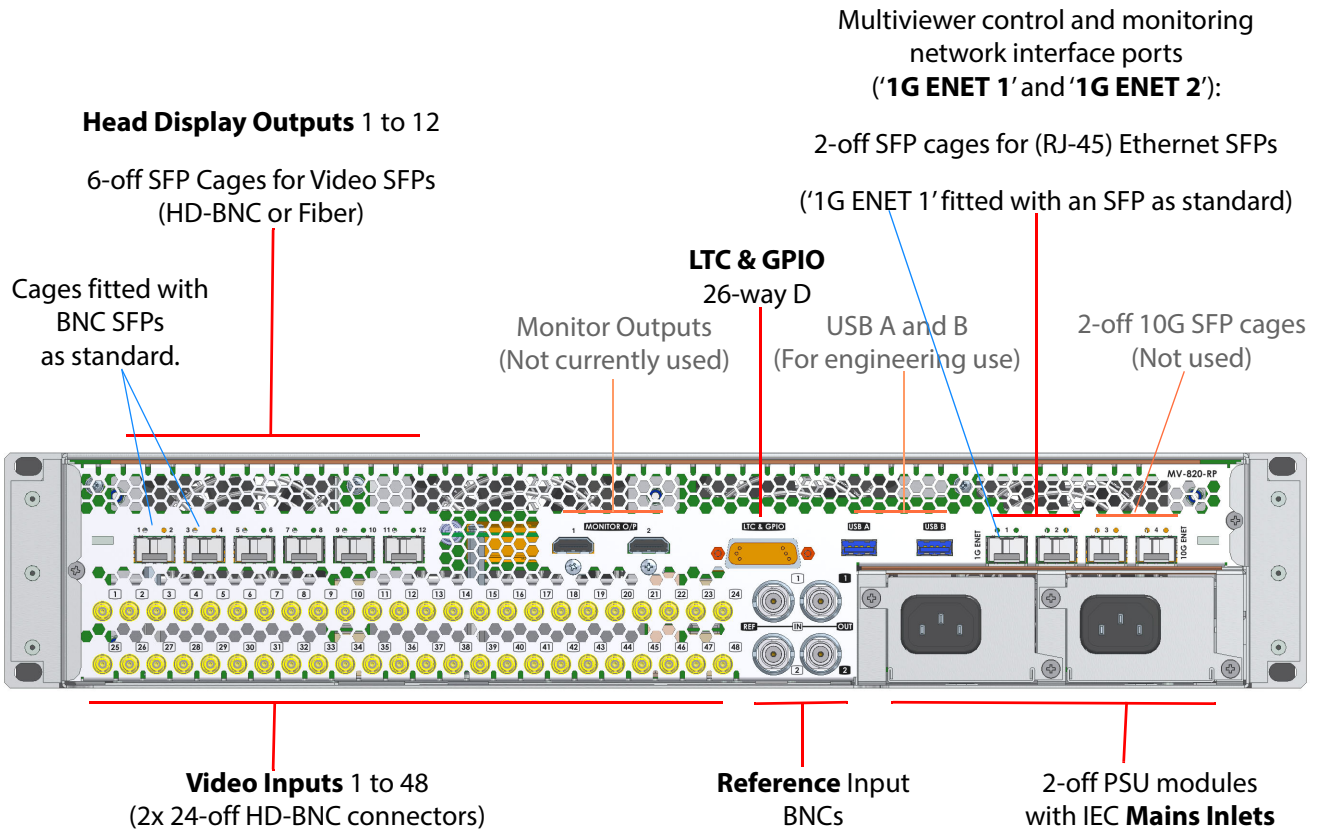 Multiviewer control and monitoring
network interface ports
(‘1G ENET 1’ and ‘1G ENET 2’):
2-off SFP cages for (RJ-45) Ethernet SFPs
(‘1G ENET 1’ fitted with an SFP as standard)
Head Display Outputs 1 to 12
6-off SFP Cages for Video SFPs
(HD-BNC or Fiber)
Cages fitted with
BNC SFPs
as standard.
LTC & GPIO
26-way D
Monitor Outputs
(Not currently used)
USB A and B
(For engineering use)
2-off 10G SFP cages
(Not used)
MV-820-RP
1 2 3 4 5 6 7 8 9 10 11 12
MONITOR O/P
1 2
LTC & GPIO
USB A
USB B
1G ENET
1 2 3 4
10G ENET
1 2 3 4 5 6 7 8 9 10 11 12 13 14 15 16 17 18 19 20 21 22 23 24
25 26 27 28 29 30 31 32 33 34 35 36 37 38 39 40 41 42 43 44 45 46 47 48
1 1
REF IN OUT
2 2
Video Inputs 1 to 48
(2x 24-off HD-BNC connectors)
Reference Input
BNCs
2-off PSU modules
with IEC Mains Inlets